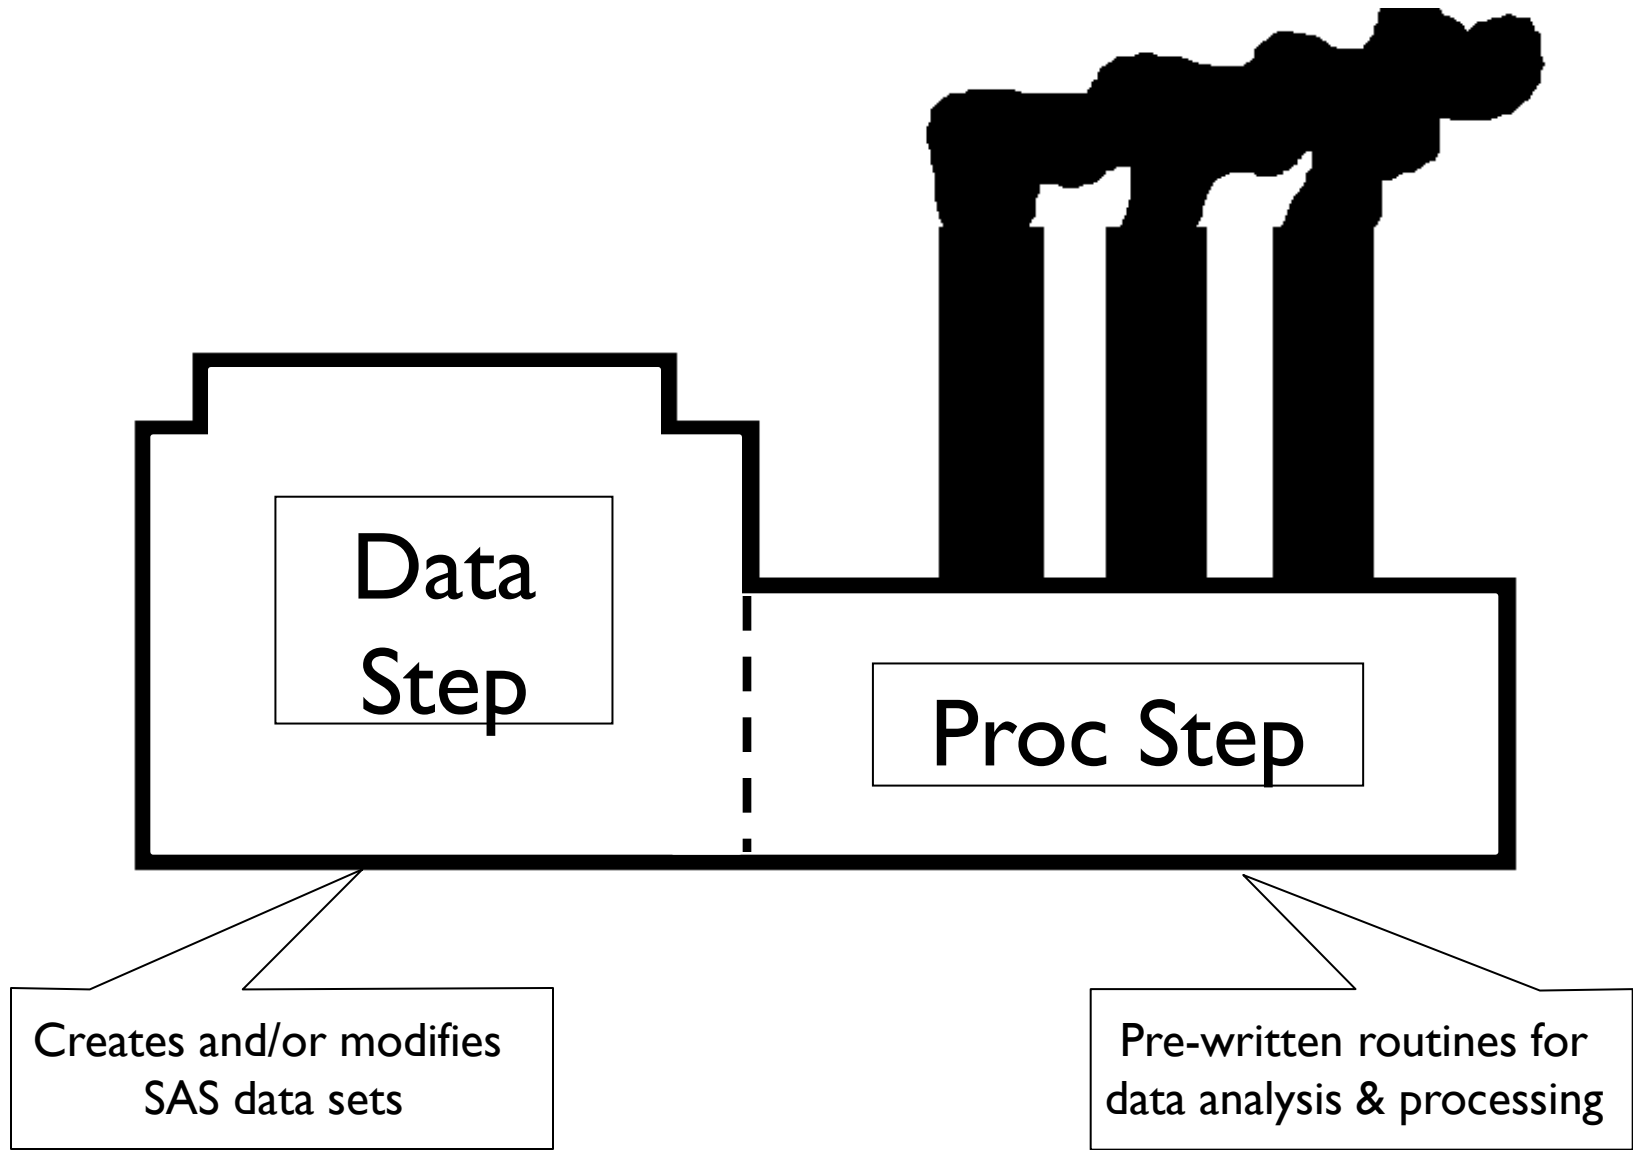 Data
Step
Proc Step
Creates and/or modifies
SAS data sets
Pre-written routines for
data analysis & processing